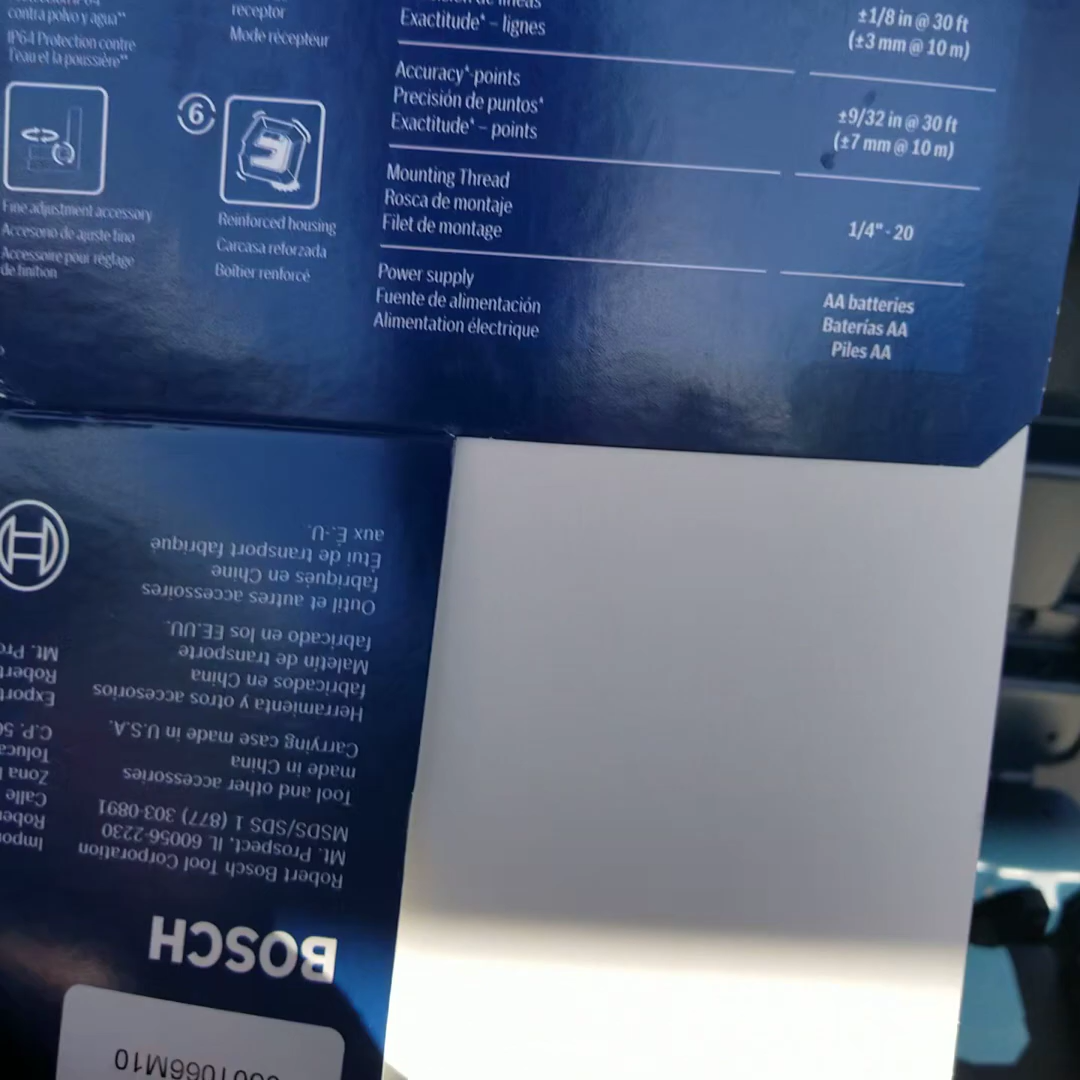 contra polvo y agua**
IP64 Protection contre
l'eau et la poussière**
receptor
Mode récepteur
Exactitude* – lignes
±1/8 in @ 30 ft
(±3 mm @ 10 m)
Accuracy*-points
Precisión de puntos*
Exactitude* – points
±9/32 in @ 30 ft
(±7 mm @ 10 m)
6
Fine adjustment accessory
Accesorio de ajuste fino
Accessoire pour réglage
de finition
Reinforced housing
Carcasa reforzada
Boîtier renforcé
Mounting Thread
Rosca de montaje
Filet de montage
1/4" - 20
Power supply
Fuente de alimentación
Alimentation électrique
AA batteries
Baterías AA
Piles AA
BOSCH
Robert Bosch Tool Corporation
Mt. Prospect, IL 60056-2230
MSDS/SDS 1 (877) 303-0891
Tool and other accessories
made in China
Carrying case made in U.S.A.
Herramienta y otros accesorios
fabricados en China
Maletín de transporte
fabricado en los EE.UU.
Outil et autres accessoires
fabriqués en Chine
Étui de transport fabriqué
aux É.-U.
Calle
Zona
Toluca
Export
Robert
Mt.